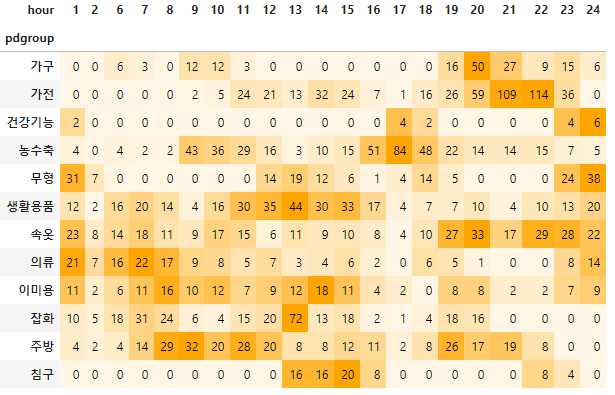 hour 1 2 6 7 8 9 10 11 12 13 14 15 16 17 18 19 20 21 22 23 24
pdgroup
가구 0 0 6 3 0 12 12 3 0 0 0 0 0 0 0 16 50 27 9 15 6
가전 0 0 0 0 0 2 5 24 21 13 32 24 7 1 16 26 59 109 114 36 0
건강기능 2 0 0 0 0 0 0 0 0 0 0 0 0 4 2 0 0 0 0 4 6
농수축 4 0 4 2 2 43 36 29 16 3 10 15 51 84 48 22 14 14 15 7 5
무형 31 7 0 0 0 0 0 0 14 19 12 6 1 4 14 5 0 0 0 24 38
생활용품 12 2 16 20 14 4 16 30 35 44 30 33 17 4 7 7 10 4 10 13 20
속옷 23 8 14 18 11 9 17 15 6 11 9 10 8 4 10 27 33 17 29 28 22
의류 21 7 16 22 17 9 8 5 7 3 4 6 2 0 6 5 1 0 0 8 14
이미용 11 2 6 11 16 10 12 7 9 12 18 11 4 2 0 8 8 2 2 7 9
잡화 10 5 18 31 24 6 4 15 20 72 13 18 2 1 4 18 16 0 0 0 0
주방 4 2 4 14 29 32 20 28 20 8 8 12 11 2 8 26 17 19 8 0 0
침구 0 0 0 0 0 0 0 0 0 16 16 20 8 0 0 0 0 0 8 4 0